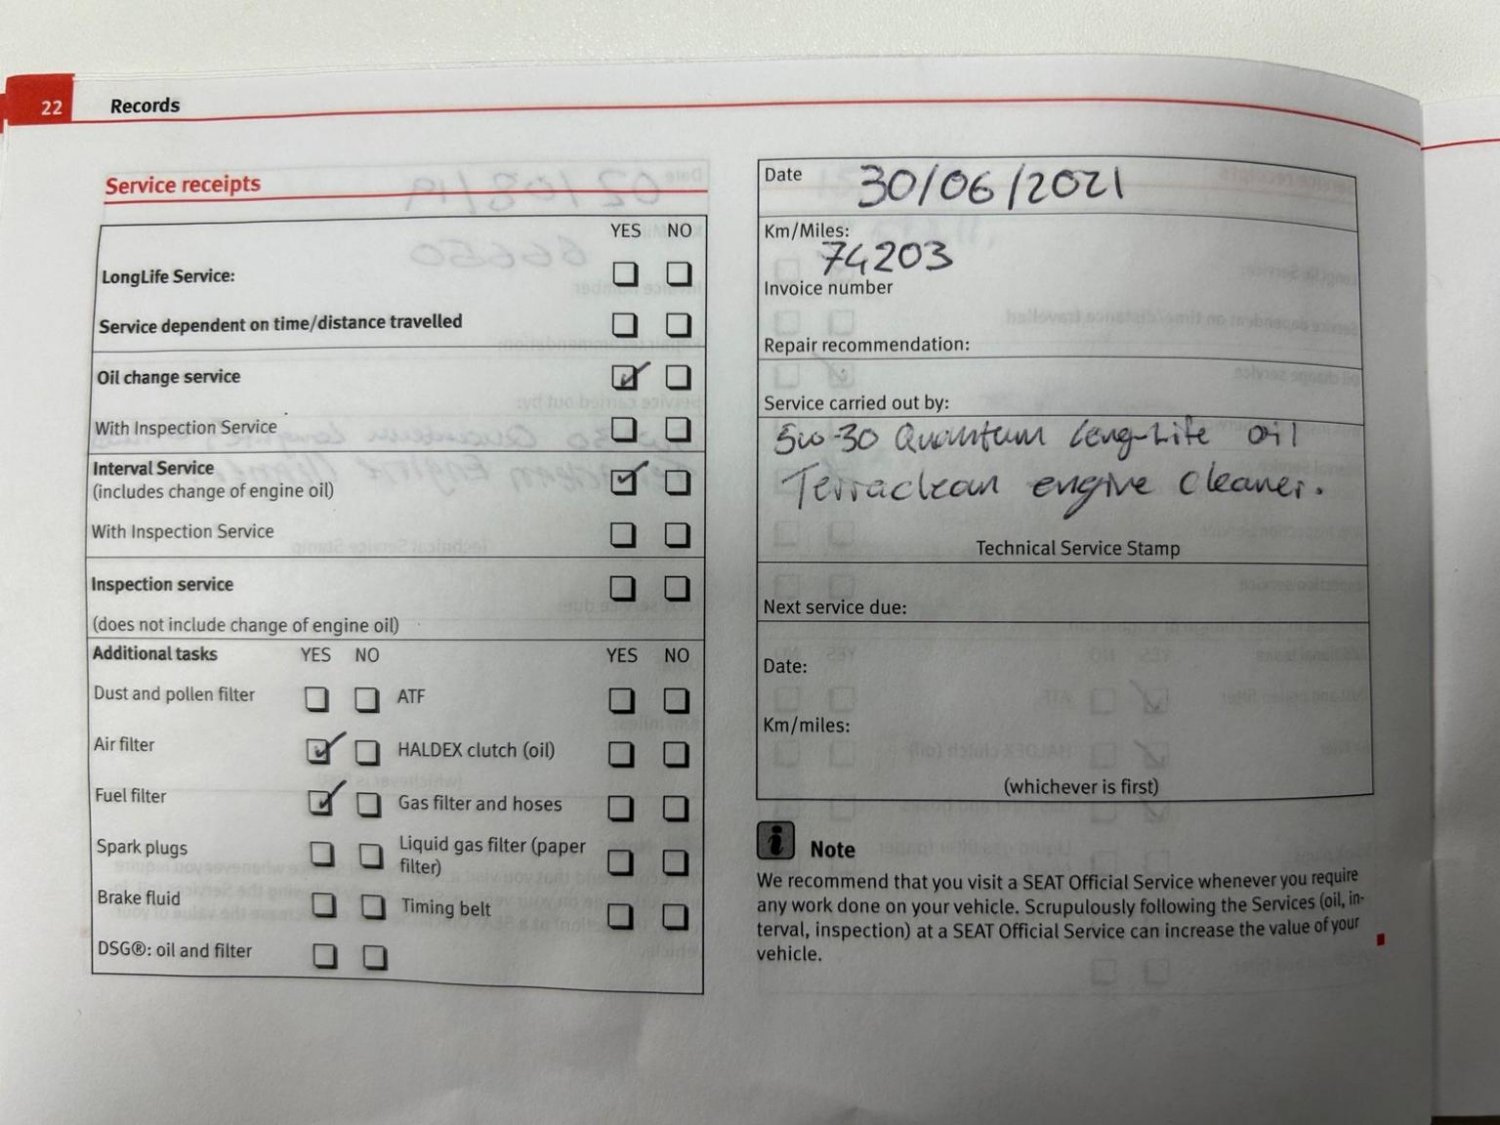 22 Records
Service receipts
YES NO
LongLife Service:
Service dependent on time/distance travelled
Oil change service
With Inspection Service
Interval Service
(includes change of engine oil)
With Inspection Service
Inspection service
(does not include change of engine oil)
Additional tasks YES NO YES NO
Dust and pollen filter ATF
Air filter HALDEX clutch (oil)
Fuel filter Gas filter and hoses
Spark plugs Liquid gas filter (paper
filter)
Brake fluid Timing belt
DSG®: oil and filter
Date 30/06/2021
Km/Miles:
74203
Invoice number
Repair recommendation:
Service carried out by:
5w-30 Quantum Long-Life oil
Terraclean engine cleaner.
Technical Service Stamp
Next service due:
Date:
Km/miles:
(whichever is first)
Note
We recommend that you visit a SEAT Official Service whenever you require
any work done on your vehicle. Scrupulously following the Services (oil, in-
terval, inspection) at a SEAT Official Service can increase the value of your
vehicle.